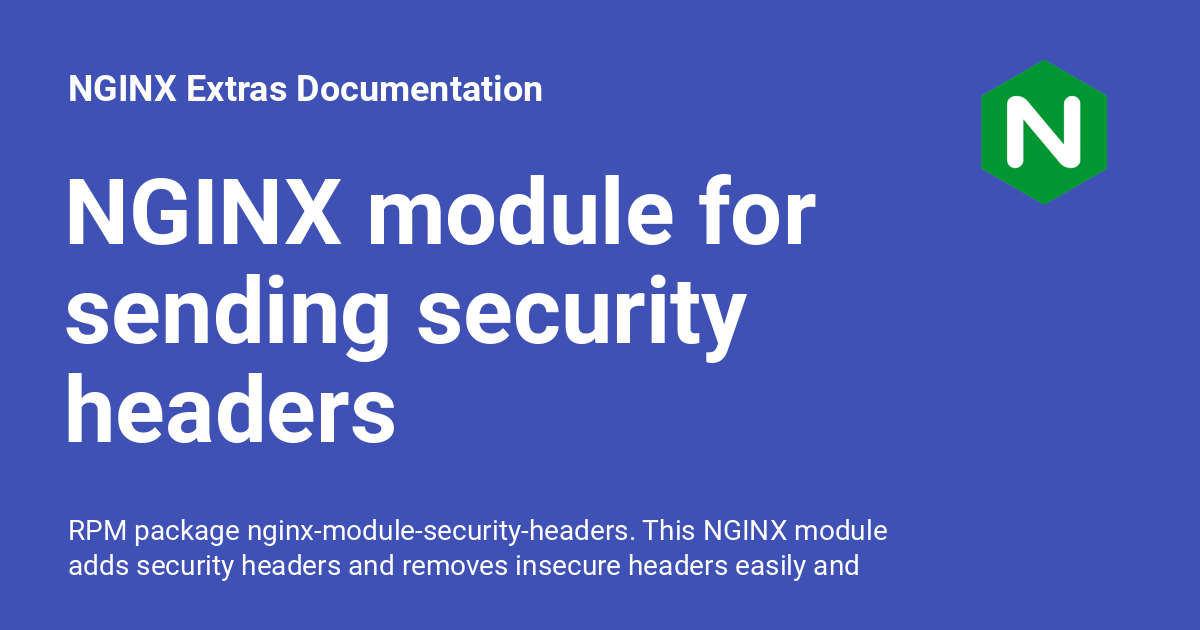 NGINX Extras Documentation
N
NGINX module for
sending security
headers
RPM package nginx-module-security-headers. This NGINX module
adds security headers and removes insecure headers easily and